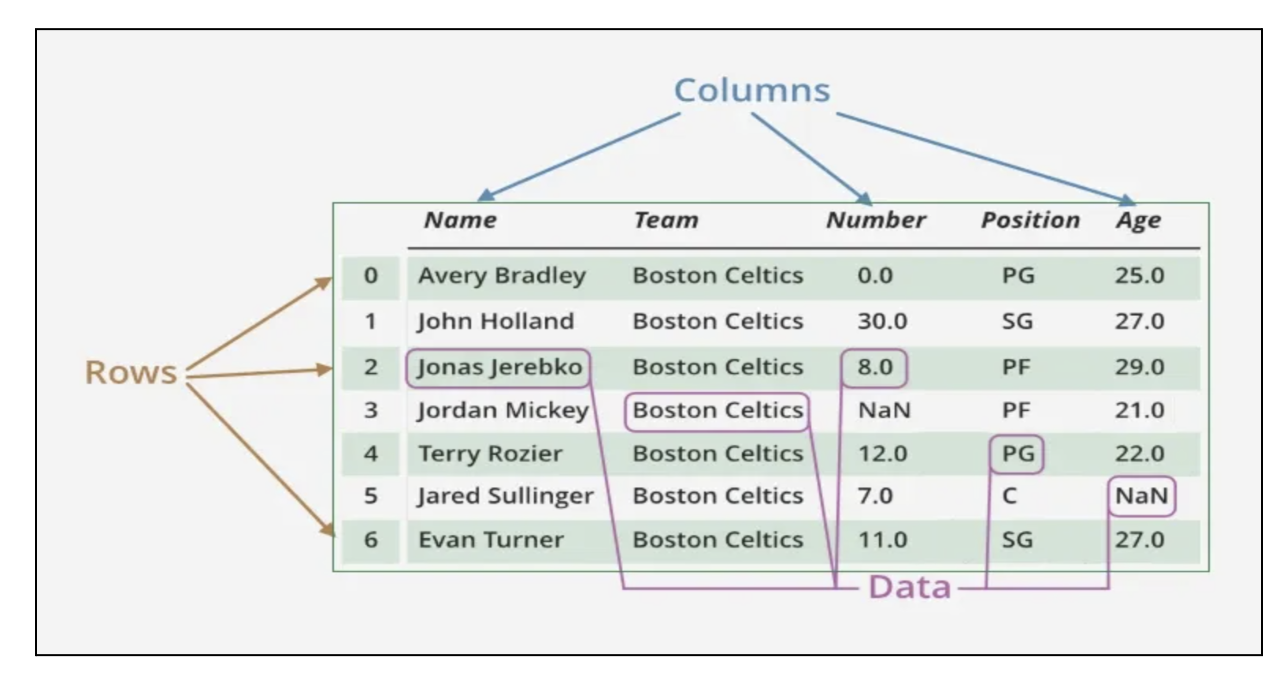 Columns
Name Team Number Position Age
0 Avery Bradley Boston Celtics 0.0 PG 25.0
1 John Holland Boston Celtics 30.0 SG 27.0
Rows 2 Jonas Jerebko Boston Celtics 8.0 PF 29.0
3 Jordan Mickey Boston Celtics NaN PF 21.0
4 Terry Rozier Boston Celtics 12.0 PG 22.0
5 Jared Sullinger Boston Celtics 7.0 C NaN
6 Evan Turner Boston Celtics 11.0 SG 27.0
Data